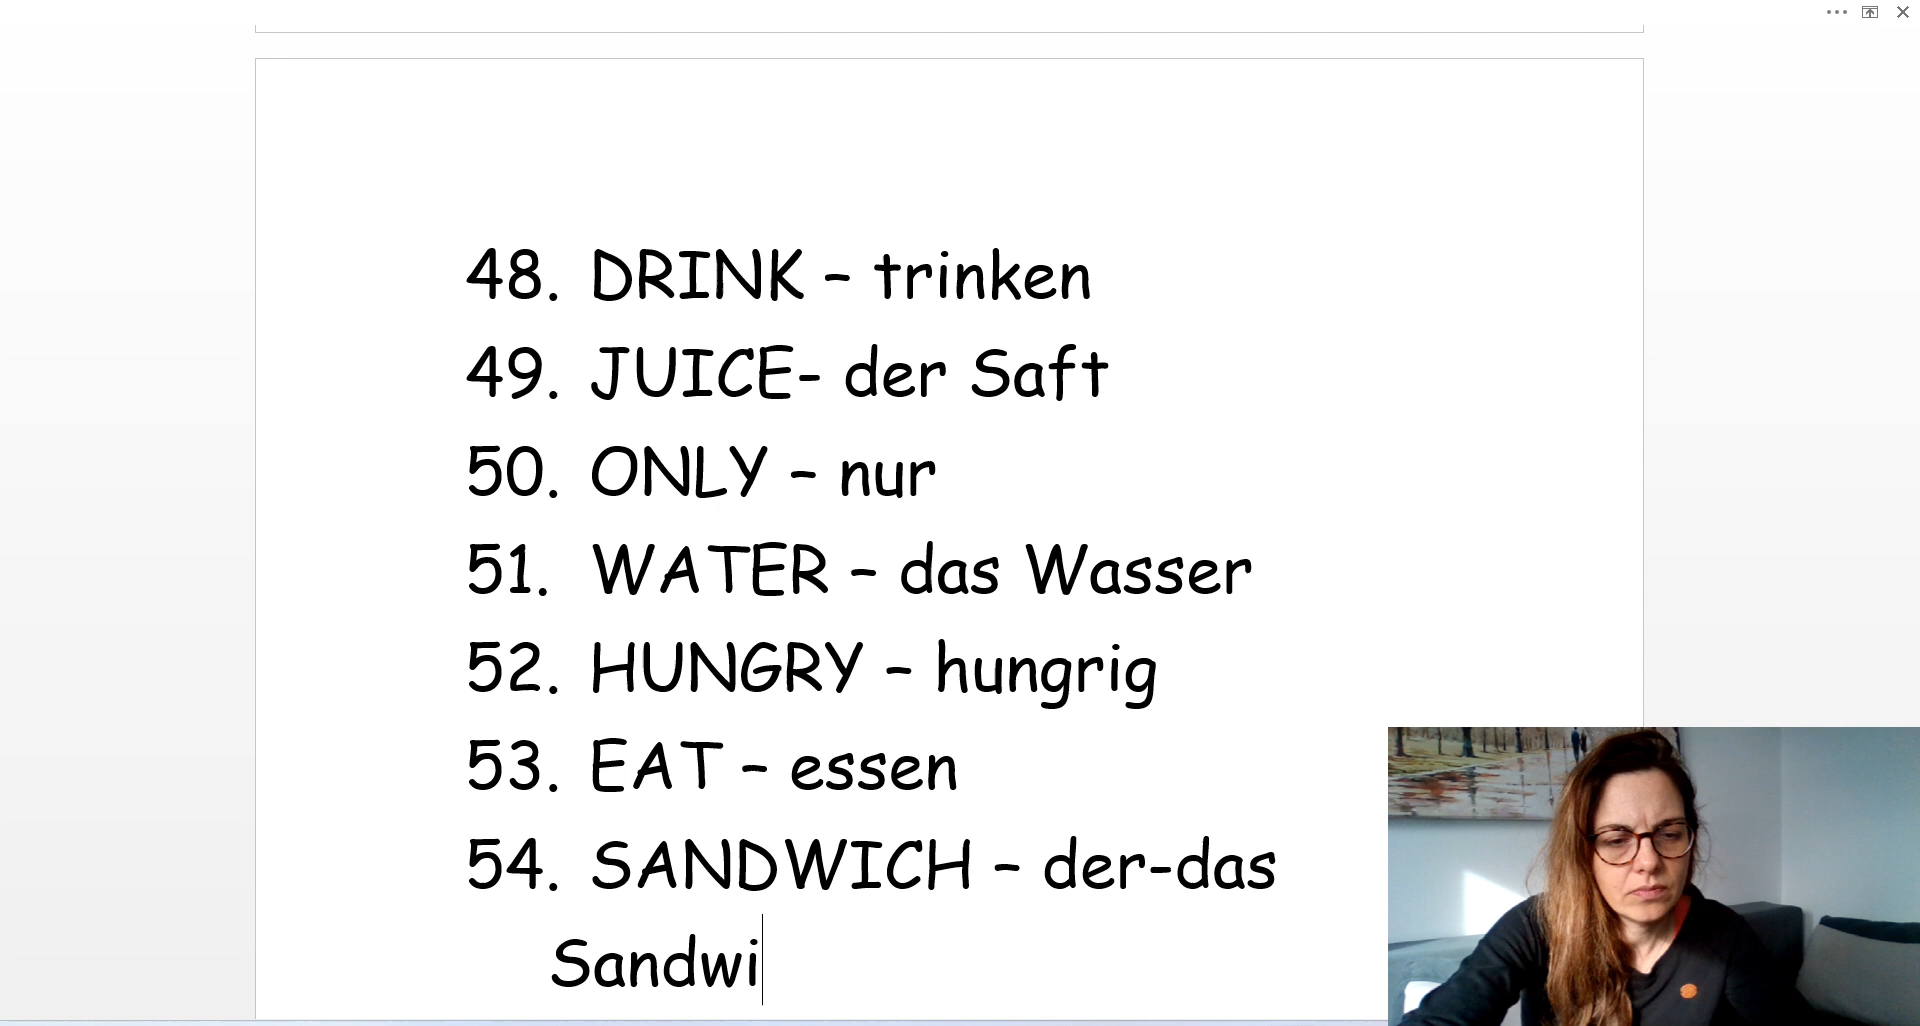 48. DRINK – trinken
49. JUICE- der Saft
50. ONLY – nur
51. WATER – das Wasser
52. HUNGRY – hungrig
53. EAT – essen
54. SANDWICH – der-das
Sandwi